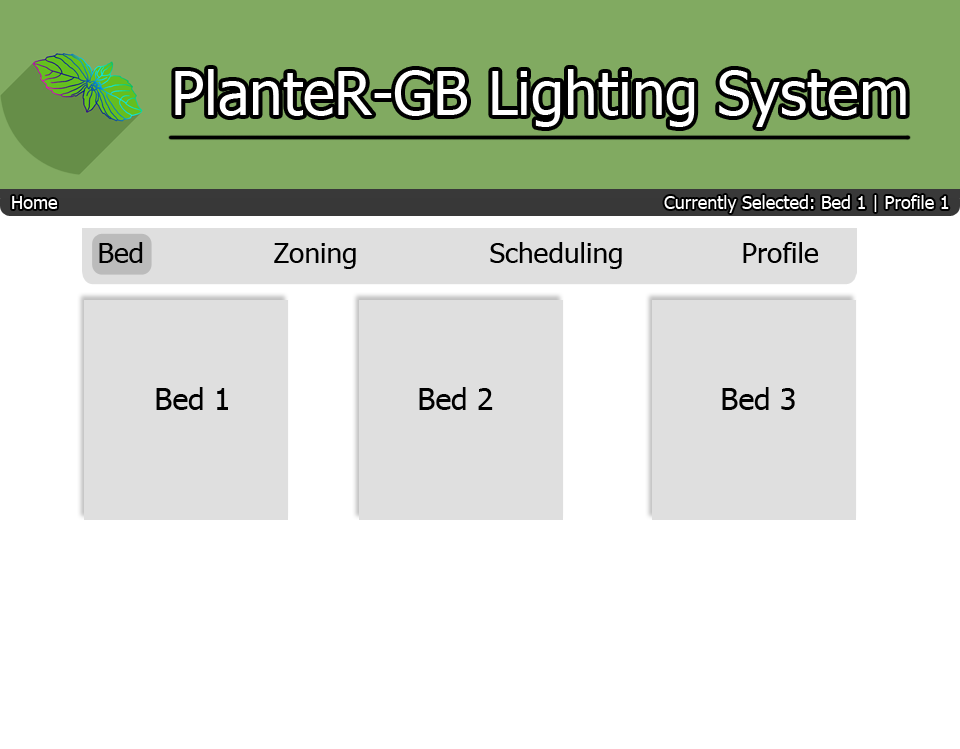 PlanteR-GB Lighting System
Home
Currently Selected: Bed 1 | Profile 1
Bed
Zoning
Scheduling
Profile
Bed 1
Bed 2
Bed 3